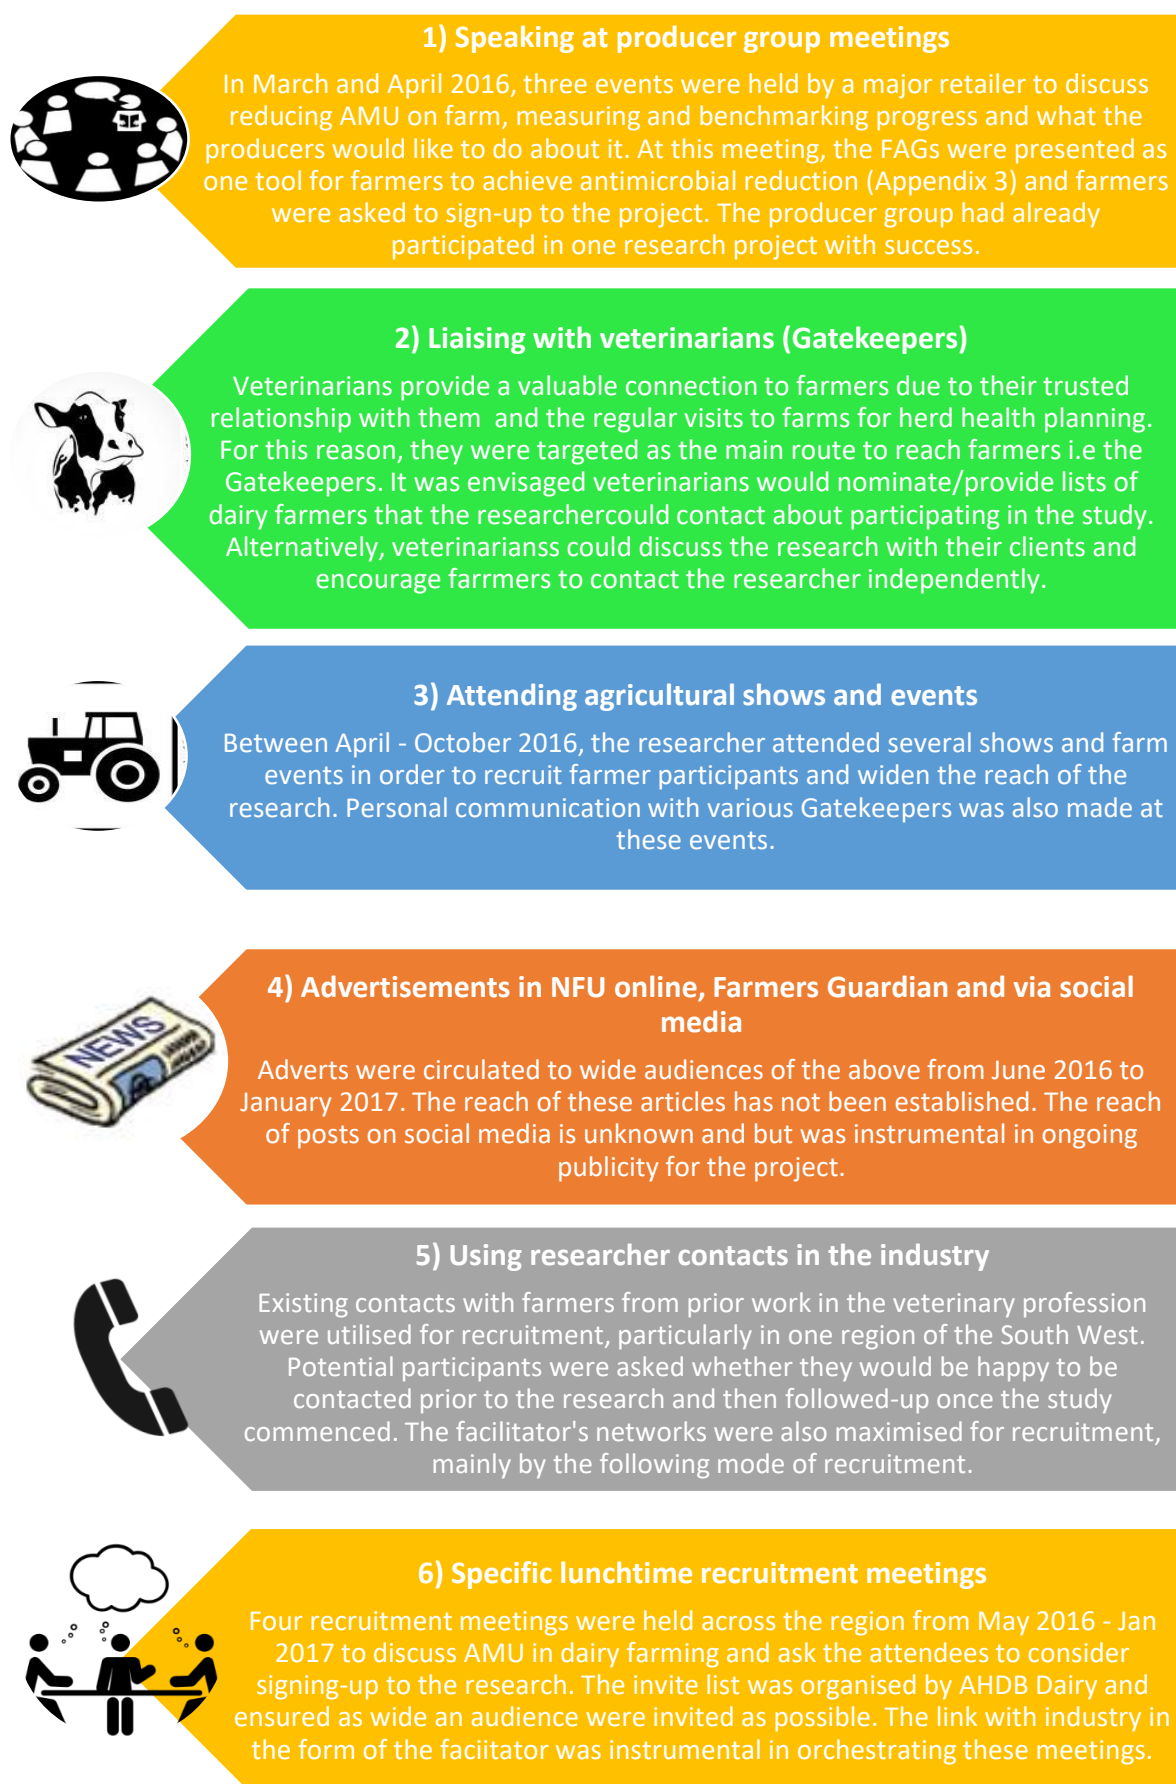 1) Speaking at producer group meetings
In March and April 2016, three events were held by a major retailer to discuss
reducing AMU on farm, measuring and benchmarking progress and what the
producers would like to do about it. At this meeting, the FAGs were presented as
one tool for farmers to achieve antimicrobial reduction (Appendix 3) and farmers
were asked to sign-up to the project. The producer group had already
participated in one research project with success.
2) Liaising with veterinarians (Gatekeepers)
Veterinarians provide a valuable connection to farmers due to their trusted
relationship with them and the regular visits to farms for herd health planning.
For this reason, they were targeted as the main route to reach farmers i.e the
Gatekeepers. It was envisaged veterinarians would nominate/provide lists of
dairy farmers that the researchercould contact about participating in the study.
Alternatively, veterinarianss could discuss the research with their clients and
encourage farrmers to contact the researcher independently.
3) Attending agricultural shows and events
Between April - October 2016, the researcher attended several shows and farm
events in order to recruit farmer participants and widen the reach of the
research. Personal communication with various Gatekeepers was also made at
these events.
NEWS
4) Advertisements in NFU online, Farmers Guardian and via social
media
Adverts were circulated to wide audiences of the above from June 2016 to
January 2017. The reach of these articles has not been established. The reach
of posts on social media is unknown and but was instrumental in ongoing
publicity for the project.
5) Using researcher contacts in the industry
Existing contacts with farmers from prior work in the veterinary profession
were utilised for recruitment, particularly in one region of the South West.
Potential participants were asked whether they would be happy to be
contacted prior to the research and then followed-up once the study
commenced. The facilitator's networks were also maximised for recruitment,
mainly by the following mode of recruitment.
6) Specific lunchtime recruitment meetings
Four recruitment meetings were held across the region from May 2016 - Jan
2017 to discuss AMU in dairy farming and ask the attendees to consider
signing-up to the research. The invite list was organised by AHDB Dairy and
ensured as wide an audience were invited as possible. The link with industry in
the form of the faciitator was instrumental in orchestrating these meetings.